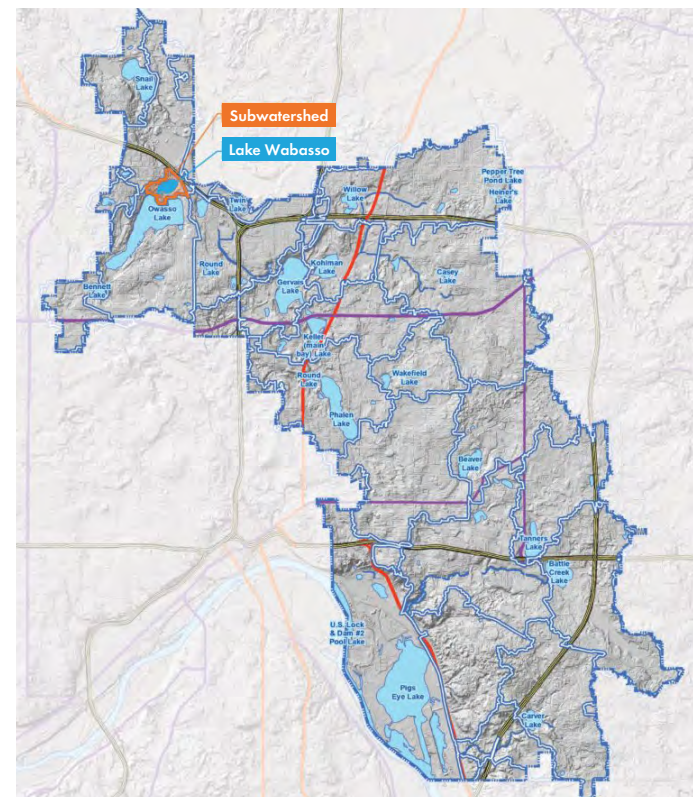 Snail
Lake
Subwatershed
Lake Wabasso
Pepper Tree
Pond Lake
Heiner's
Lake
Willow
Lake
Twin
Lake
Owasso
Lake
Round
Lake
Kohlman
Lake
Casey
Lake
Gervais
Lake
Bennett
Lake
Keller
(main
bay) Lake
Round
Lake
Wakefield
Lake
Phalen
Lake
Beaver
Lake
Tanners
Lake
Battle
Creek
Lake
U.S. Lock
& Dam #2
Pool Lake
Pigs
Eye Lake
Carver
Lake